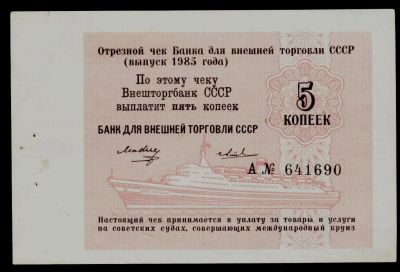 Отрезной чек Банка для внешней торговли СССР
(выпуск 1985 года)
По этому чеку
Внешторгбанк СССР
выплатит пять копеек
5
КОПЕЕК
БАНК ДЛЯ ВНЕШНЕЙ ТОРГОВЛИ СССР
А № 641690
Настоящий чек принимается в уплату за товары и услуги
на советских судах, совершающих международный круиз